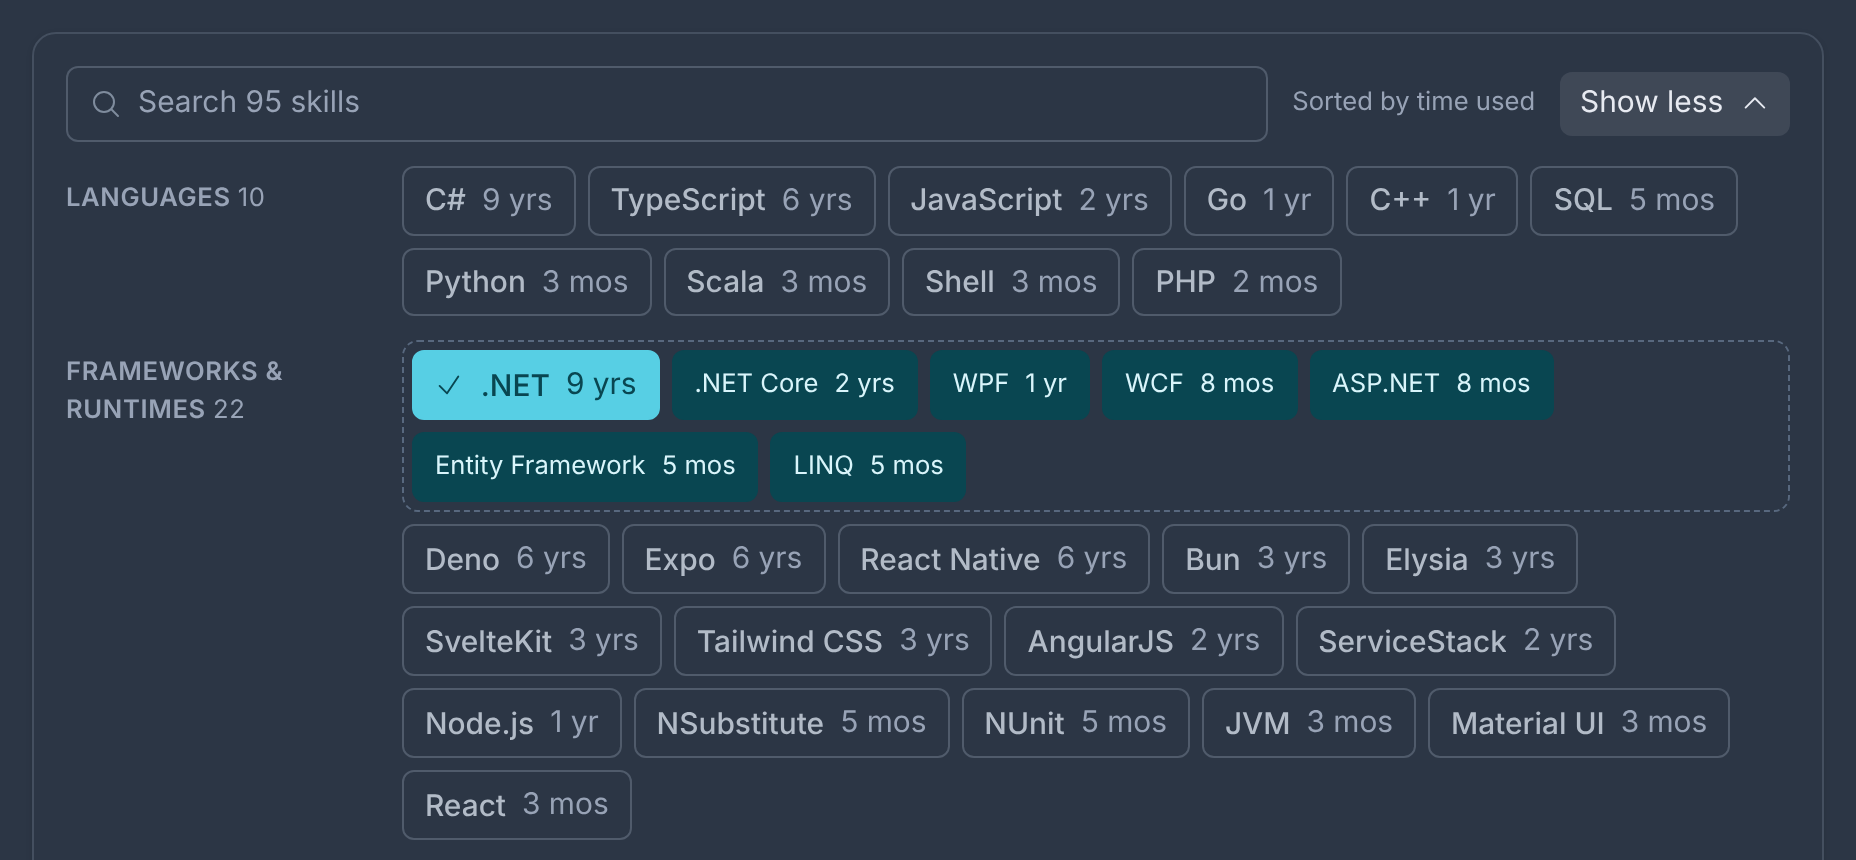 Search 95 skills Sorted by time used Show less
LANGUAGES 10
C# 9 yrs TypeScript 6 yrs JavaScript 2 yrs Go 1 yr C++ 1 yr SQL 5 mos
Python 3 mos Scala 3 mos Shell 3 mos PHP 2 mos
FRAMEWORKS &
RUNTIMES 22
.NET 9 yrs .NET Core 2 yrs WPF 1 yr WCF 8 mos ASP.NET 8 mos
Entity Framework 5 mos LINQ 5 mos
Deno 6 yrs Expo 6 yrs React Native 6 yrs Bun 3 yrs Elysia 3 yrs
SvelteKit 3 yrs Tailwind CSS 3 yrs AngularJS 2 yrs ServiceStack 2 yrs
Node.js 1 yr NSubstitute 5 mos NUnit 5 mos JVM 3 mos Material UI 3 mos
React 3 mos